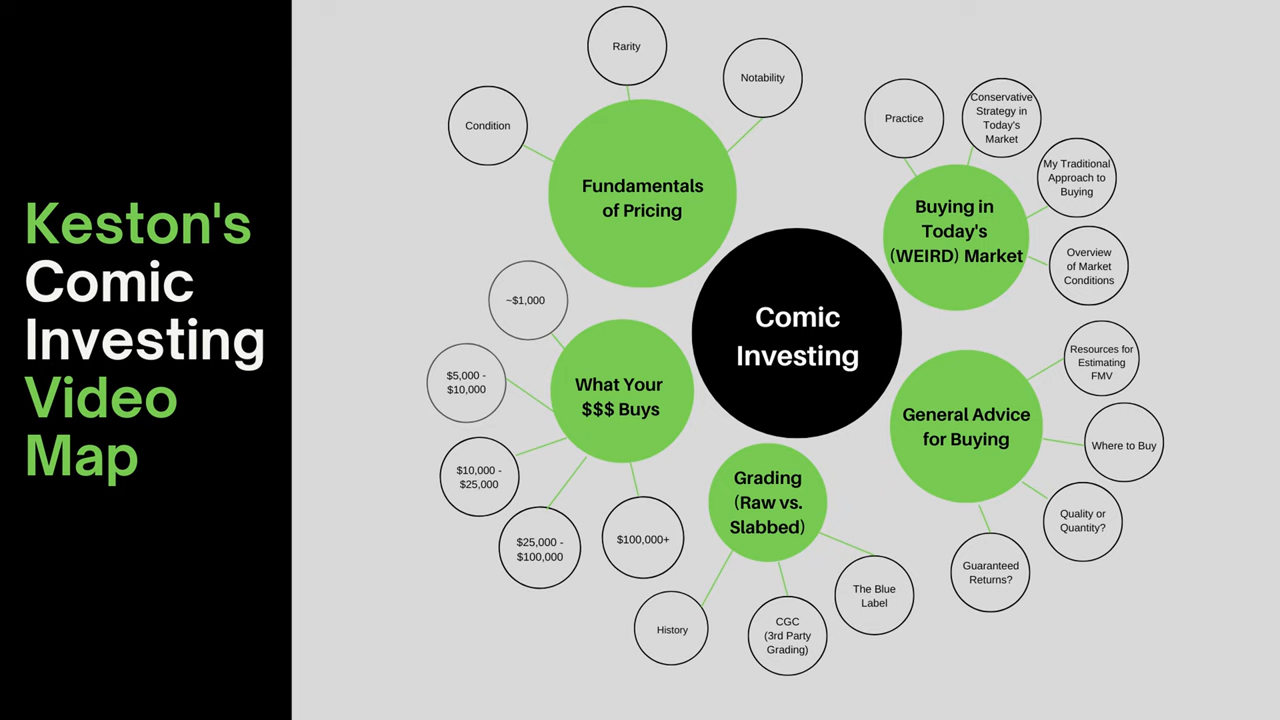 Keston's
Comic
Investing
Video
Map
Rarity
Notability
Condition
Fundamentals
of Pricing
Practice
Conservative
Strategy in
Today's
Market
My Traditional
Approach to
Buying
Overview
of Market
Conditions
Buying in
Today's
(WEIRD) Market
Comic
Investing
~$1,000
$5,000 -
$10,000
$10,000 -
$25,000
$25,000 -
$100,000
$100,000+
What Your
$$$ Buys
Grading
(Raw vs.
Slabbed)
History
CGC
(3rd Party
Grading)
The Blue
Label
General Advice
for Buying
Resources for
Estimating
FMV
Where to Buy
Quality or
Quantity?
Guaranteed
Returns?